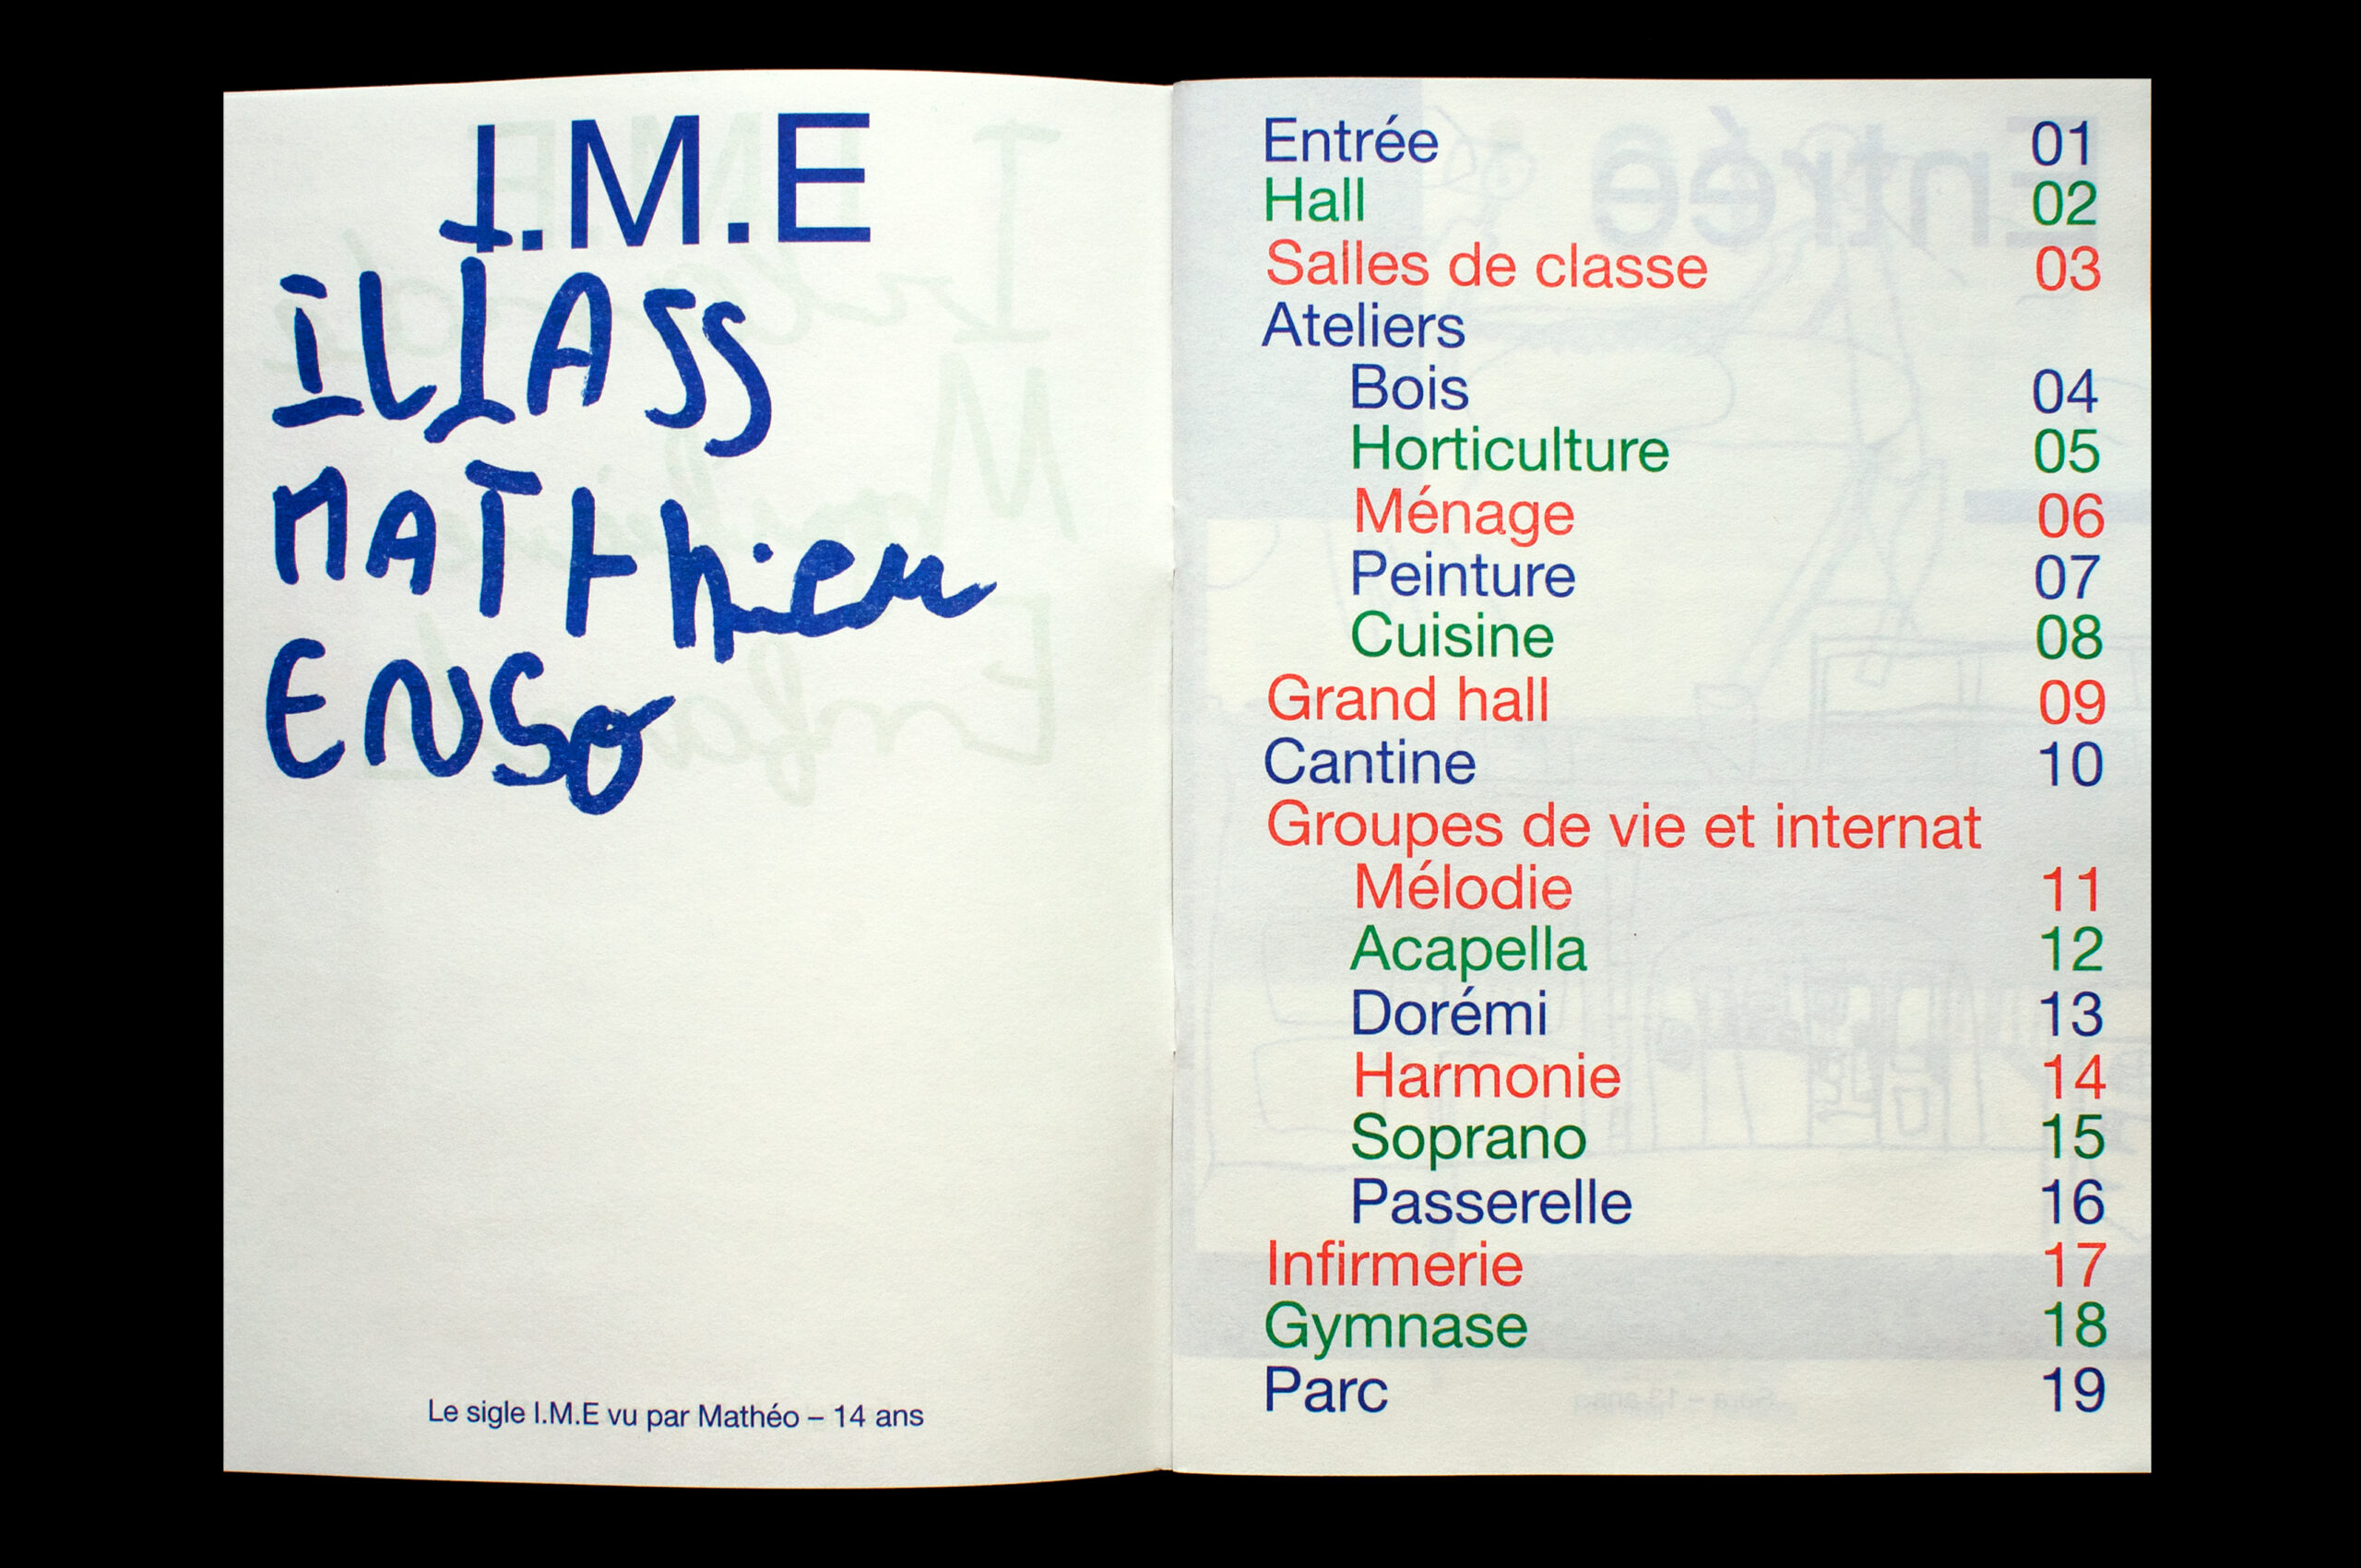 I.M.E
iLIASS
MATthieu
ENSo
Le sigle I.M.E vu par Mathéo – 14 ans
Entrée 01
Hall 02
Salles de classe 03
Ateliers
Bois 04
Horticulture 05
Ménage 06
Peinture 07
Cuisine 08
Grand hall 09
Cantine 10
Groupes de vie et internat
Mélodie 11
Acapella 12
Dorémi 13
Harmonie 14
Soprano 15
Passerelle 16
Infirmerie 17
Gymnase 18
Parc 19